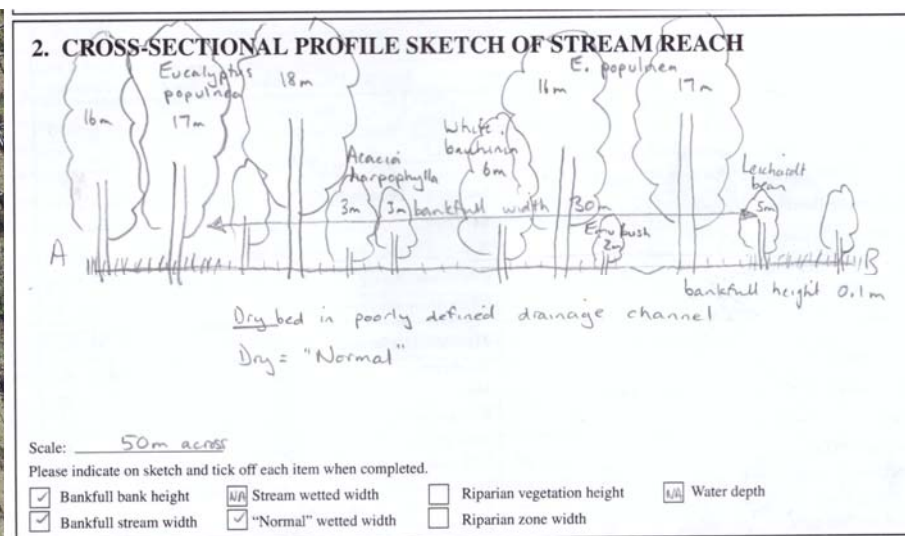 2. CROSS-SECTIONAL PROFILE SKETCH OF STREAM REACH
Eucalyptus
populnea
18m
E. populnea
16m
17m
16m
17m
White
bauhinia
6m
Acacia
harpophylla
Leichardt
bean
3m
3m
bankfull width 30m
5m
Emu bush
2m
A
B
bankfull height 0.1m
Dry bed in poorly defined drainage channel
Dry = "Normal"
Scale: 50m across
Please indicate on sketch and tick off each item when completed.
Bankfull bank height
N/A Stream wetted width
Riparian vegetation height
N/A Water depth
Bankfull stream width
"Normal" wetted width
Riparian zone width